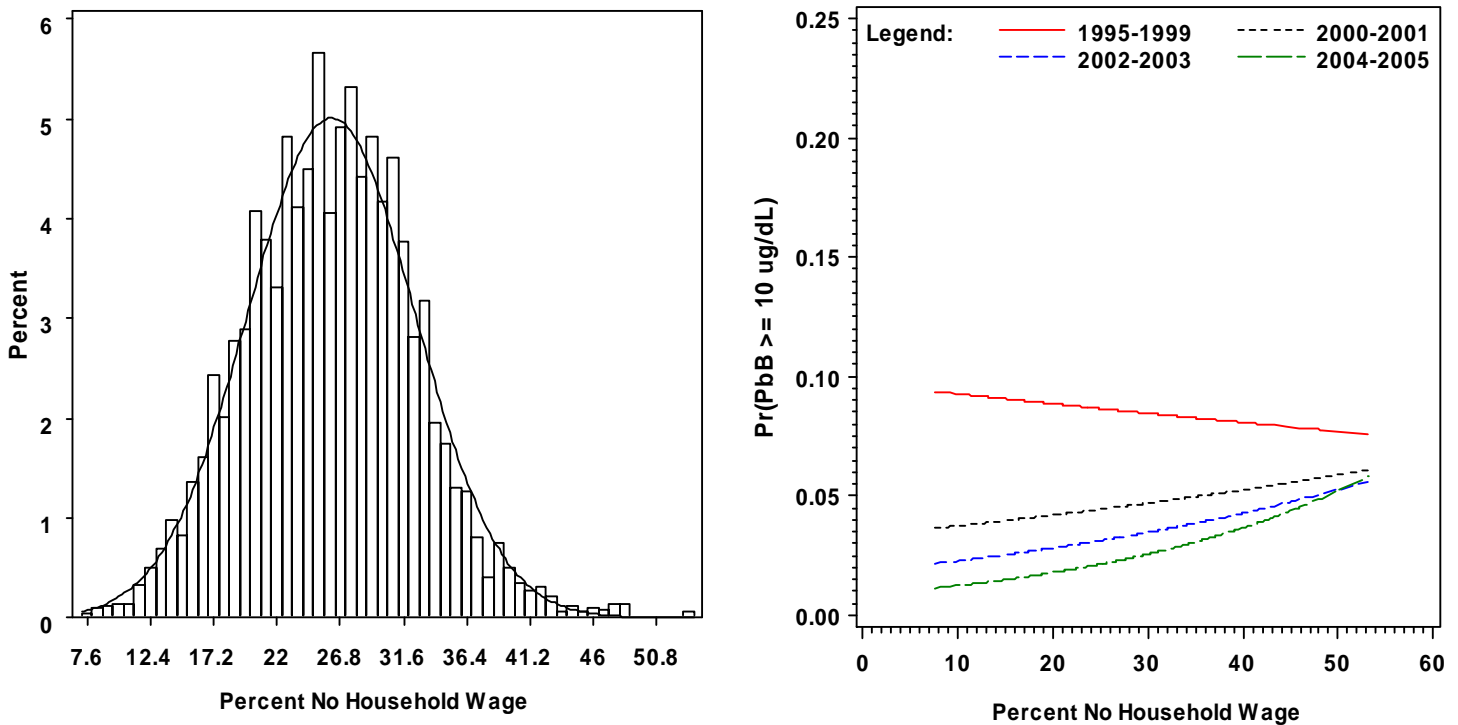 6
5
4
3
2
1
0
Percent
7.6 12.4 17.2 22 26.8 31.6 36.4 41.2 46 50.8
Percent No Household Wage
0.25
0.20
0.15
0.10
0.05
0.00
Pr(PbB >= 10 ug/dL)
Legend: 1995-1999 2000-2001
2002-2003 2004-2005
0 10 20 30 40 50 60
Percent No Household Wage